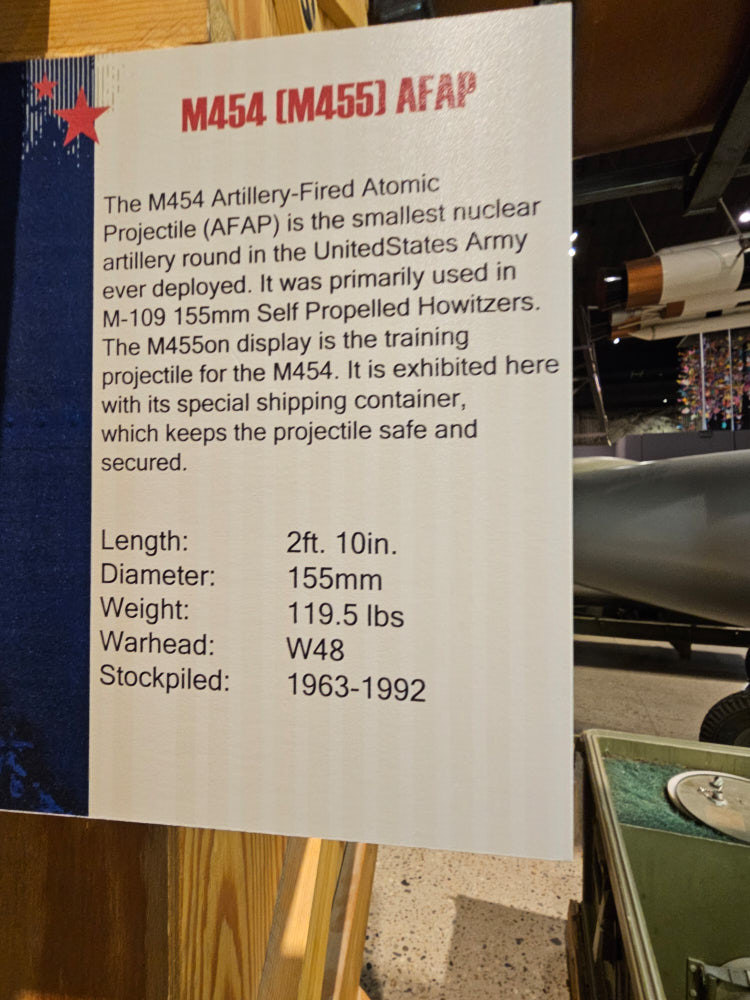 M454 (M455) AFAP
The M454 Artillery-Fired Atomic
Projectile (AFAP) is the smallest nuclear
artillery round in the UnitedStates Army
ever deployed. It was primarily used in
M-109 155mm Self Propelled Howitzers.
The M455on display is the training
projectile for the M454. It is exhibited here
with its special shipping container,
which keeps the projectile safe and
secured.
Length: 2ft. 10in.
Diameter: 155mm
Weight: 119.5 lbs
Warhead: W48
Stockpiled: 1963-1992